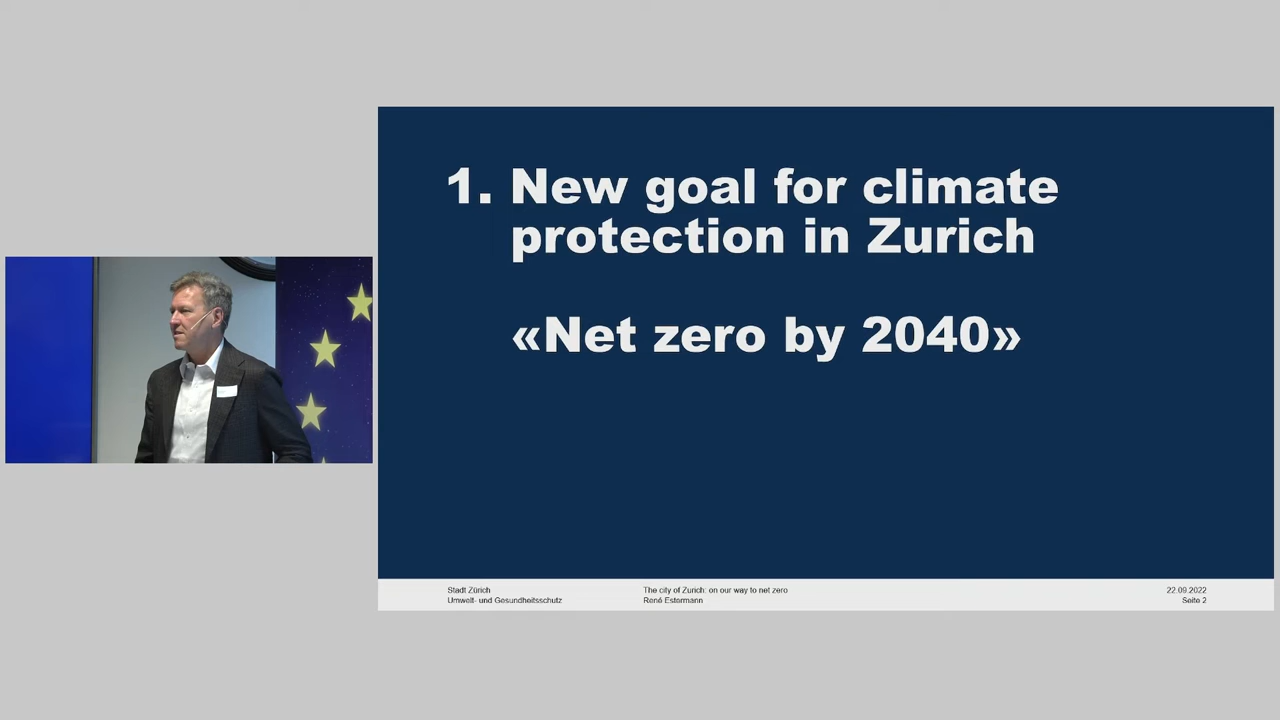 1. New goal for climate
protection in Zurich
«Net zero by 2040»
Stadt Zürich
Umwelt- und Gesundheitsschutz
The city of Zurich: on our way to net zero
René Estermann
22.09.2022
Seite 2